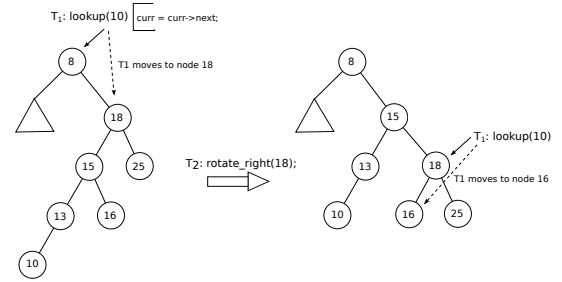 T1: lookup(10)
curr = curr->next;
8
T1 moves to node 18
18
15
25
13
16
10
T2: rotate_right(18);
8
15
T1: lookup(10)
13
18
T1 moves to node 16
10
16
25